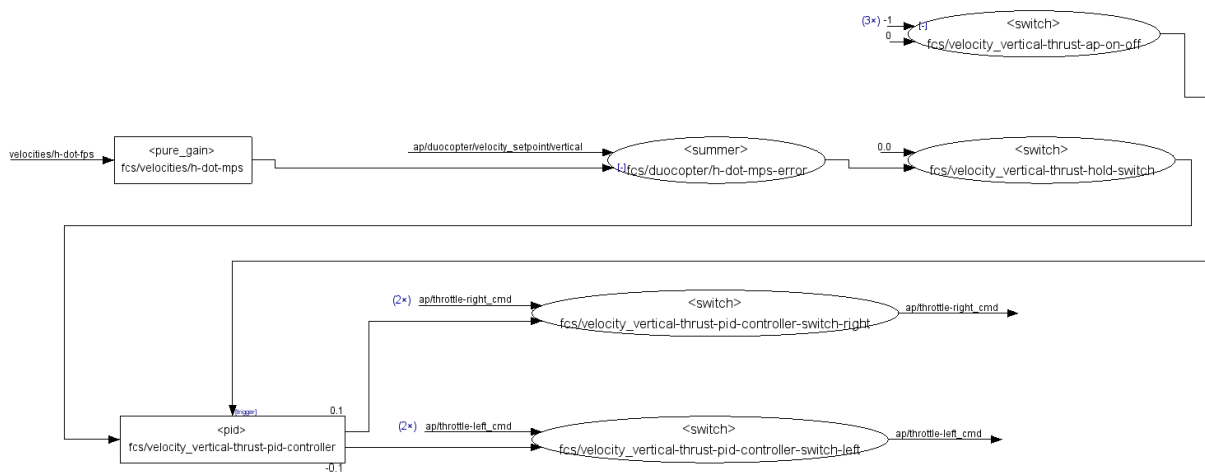 (3×) -1 [-] <switch>
0 fcs/velocity_vertical-thrust-ap-on-off
velocities/h-dot-fps
<pure_gain>
fcs/velocities/h-dot-mps
ap/duocopter/velocity_setpoint/vertical
<summer>
[-] fcs/duocopter/h-dot-mps-error
0.0
<switch>
fcs/velocity_vertical-thrust-hold-switch
(2×) ap/throttle-right_cmd
<switch>
fcs/velocity_vertical-thrust-pid-controller-switch-right
ap/throttle-right_cmd
[trigger]
0.1
<pid>
fcs/velocity_vertical-thrust-pid-controller
-0.1
(2×) ap/throttle-left_cmd
<switch>
fcs/velocity_vertical-thrust-pid-controller-switch-left
ap/throttle-left_cmd